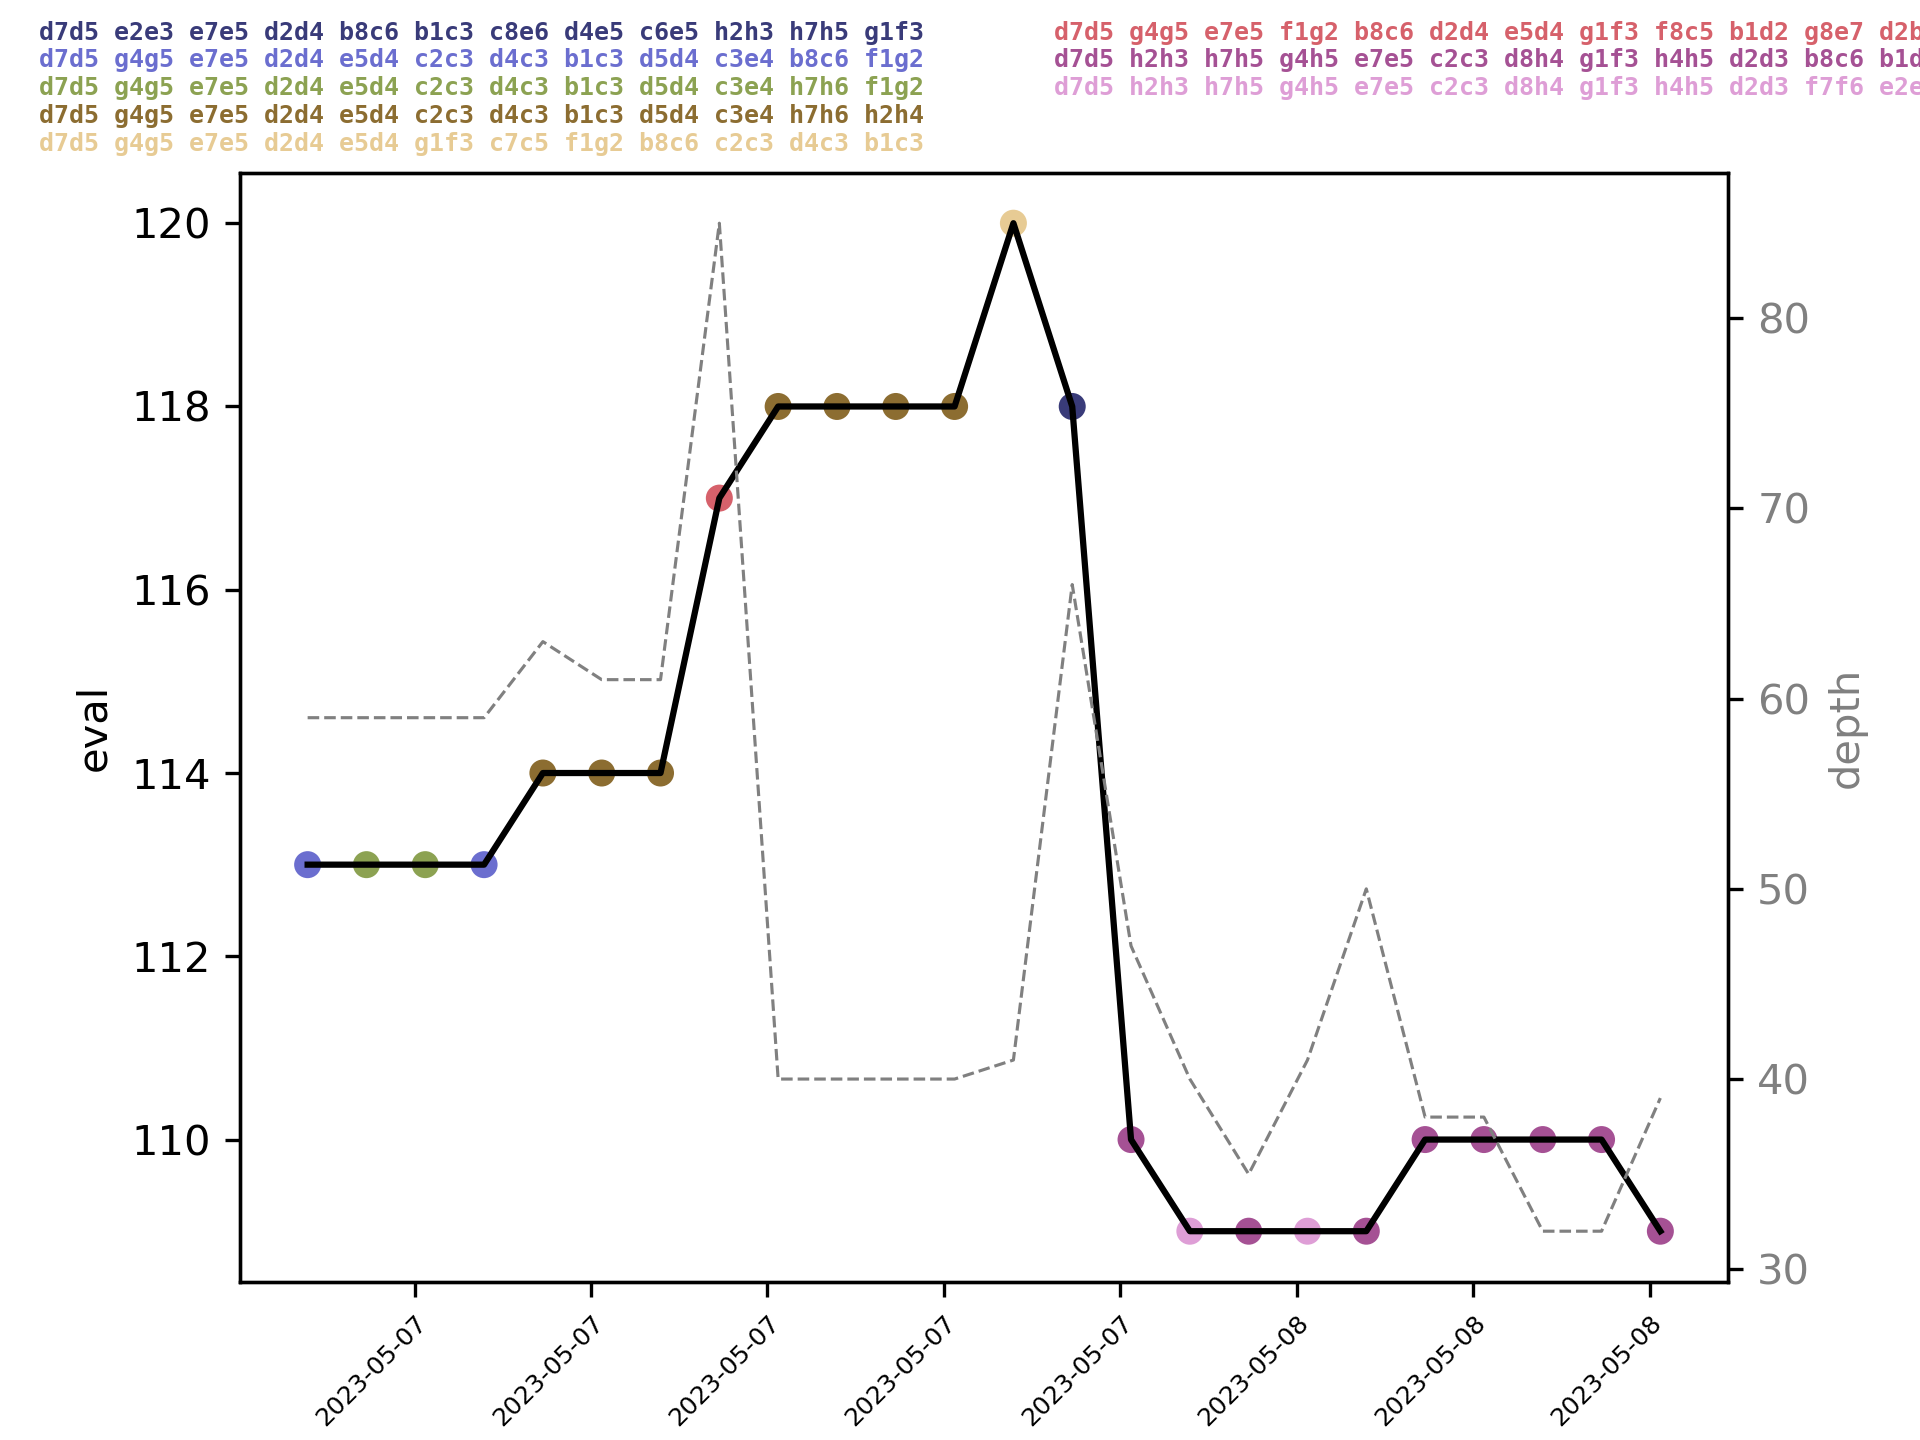 d7d5 e2e3 e7e5 d2d4 b8c6 b1c3 c8e6 d4e5 c6e5 h2h3 h7h5 g1f3
d7d5 g4g5 e7e5 d2d4 e5d4 c2c3 d4c3 b1c3 d5d4 c3e4 b8c6 f1g2
d7d5 g4g5 e7e5 d2d4 e5d4 c2c3 d4c3 b1c3 d5d4 c3e4 h7h6 f1g2
d7d5 g4g5 e7e5 d2d4 e5d4 c2c3 d4c3 b1c3 d5d4 c3e4 h7h6 h2h4
d7d5 g4g5 e7e5 d2d4 e5d4 g1f3 c7c5 f1g2 b8c6 c2c3 d4c3 b1c3
d7d5 g4g5 e7e5 f1g2 b8c6 d2d4 e5d4 g1f3 f8c5 b1d2 g8e7 d2b
d7d5 h2h3 h7h5 g4h5 e7e5 c2c3 d8h4 g1f3 h4h5 d2d3 b8c6 b1d
d7d5 h2h3 h7h5 g4h5 e7e5 c2c3 d8h4 g1f3 h4h5 d2d3 f7f6 e2e
120
118
116
114
112
110
eval
80
70
60
50
40
30
depth
2023-05-07
2023-05-07
2023-05-07
2023-05-07
2023-05-07
2023-05-08
2023-05-08
2023-05-08